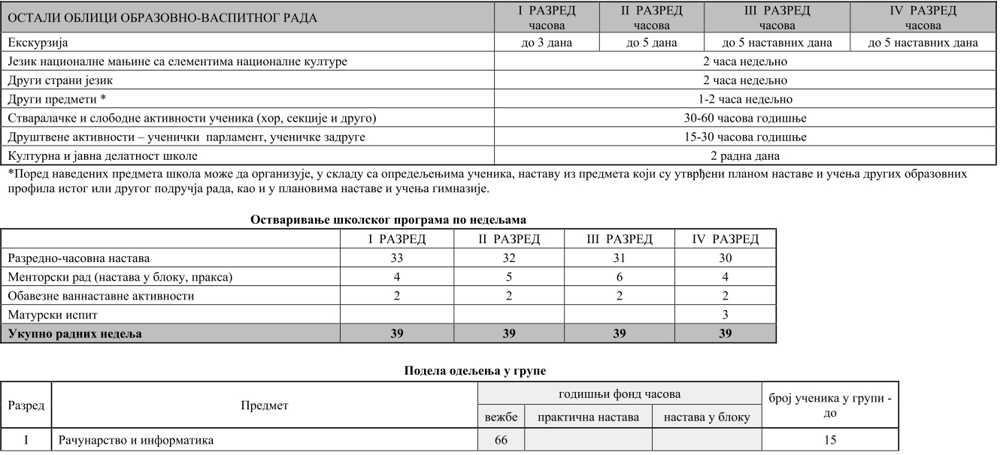 ОСТАЛИ ОБЛИЦИ ОБРАЗОВНО-ВАСПИТНОГ РАДА I РАЗРЕД часова II РАЗРЕД часова III РАЗРЕД часова IV РАЗРЕД часова
Екскурзија до 3 дана до 5 дана до 5 наставних дана до 5 наставних дана
Језик националне мањине са елементима националне културе 2 часа недељно
Други страни језик 2 часа недељно
Други предмети * 1-2 часа недељно
Стваралачке и слободне активности ученика (хор, секције и друго) 30-60 часова годишње
Друштвене активности – ученички парламент, ученичке задруге 15-30 часова годишње
Културна и јавна делатност школе 2 радна дана
*Поред наведених предмета школа може да организује, у складу са опредељењима ученика, наставу из предмета који су утврђени планом наставе и учења других образовних
профила истог или другог подручја рада, као и у плановима наставе и учења гимназије.
Остваривање школског програма по недељама
I РАЗРЕД II РАЗРЕД III РАЗРЕД IV РАЗРЕД
Разредно-часовна настава 33 32 31 30
Менторски рад (настава у блоку, пракса) 4 5 6 4
Обавезне ваннаставне активности 2 2 2 2
Матурски испит 3
Укупно радних недеља 39 39 39 39
Подела одељења у групе
Разред Предмет годишњи фонд часова број ученика у групи - до
вежбе практична настава настава у блоку
I Рачунарство и информатика 66 15